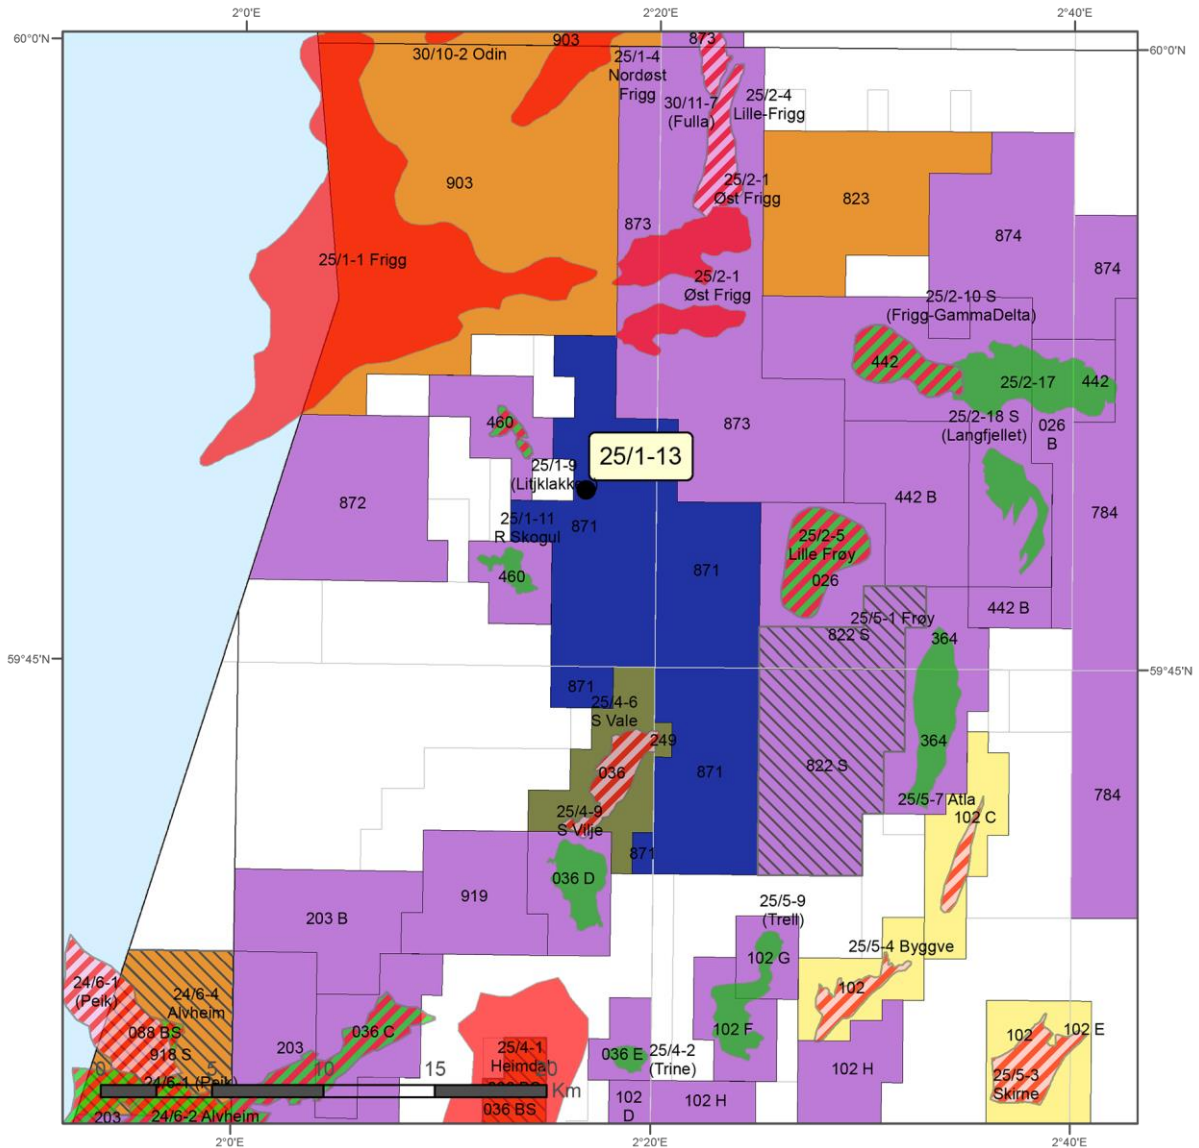 2°0'E
2°20'E
2°40'E
60°0'N
60°0'N
903
873
30/10-2 Odin
25/1-4
Nordøst
Frigg
30/11-7
(Fulla)
25/2-4
Lille-Frigg
903
25/2-1
Øst Frigg
823
873
874
25/1-1 Frigg
874
25/2-1
Øst Frigg
25/2-10 S
(Frigg-GammaDelta)
442
25/2-17
442
460
873
25/2-18 S
(Langfjellet)
026
B
25/1-13
25/1-9
(Litjklakken)
872
442 B
784
25/1-11
R Skogul
871
25/2-5
Lille Frøy
460
871
026
442 B
25/5-1 Frøy
822 S
364
59°45'N
59°45'N
871
25/4-6
S Vale
249
364
036
871
822 S
25/4-9
S Vilje
25/5-7 Atla
102 C
784
871
036 D
919
203 B
25/5-9
(Trell)
25/5-4 Byggve
102 G
24/6-1
(Peik)
24/6-4
Alvheim
102
088 BS
036 C
102 F
102
102 E
918 S
203
25/4-1
Heimdal
036 E
25/4-2
(Trine)
102 H
25/5-3
Skirne
0
5
10
15
20
Km
24/6-1 (Peik)
036 BS
102
D
102 H
203
24/6-2 Alvheim
2°0'E
2°20'E
2°40'E